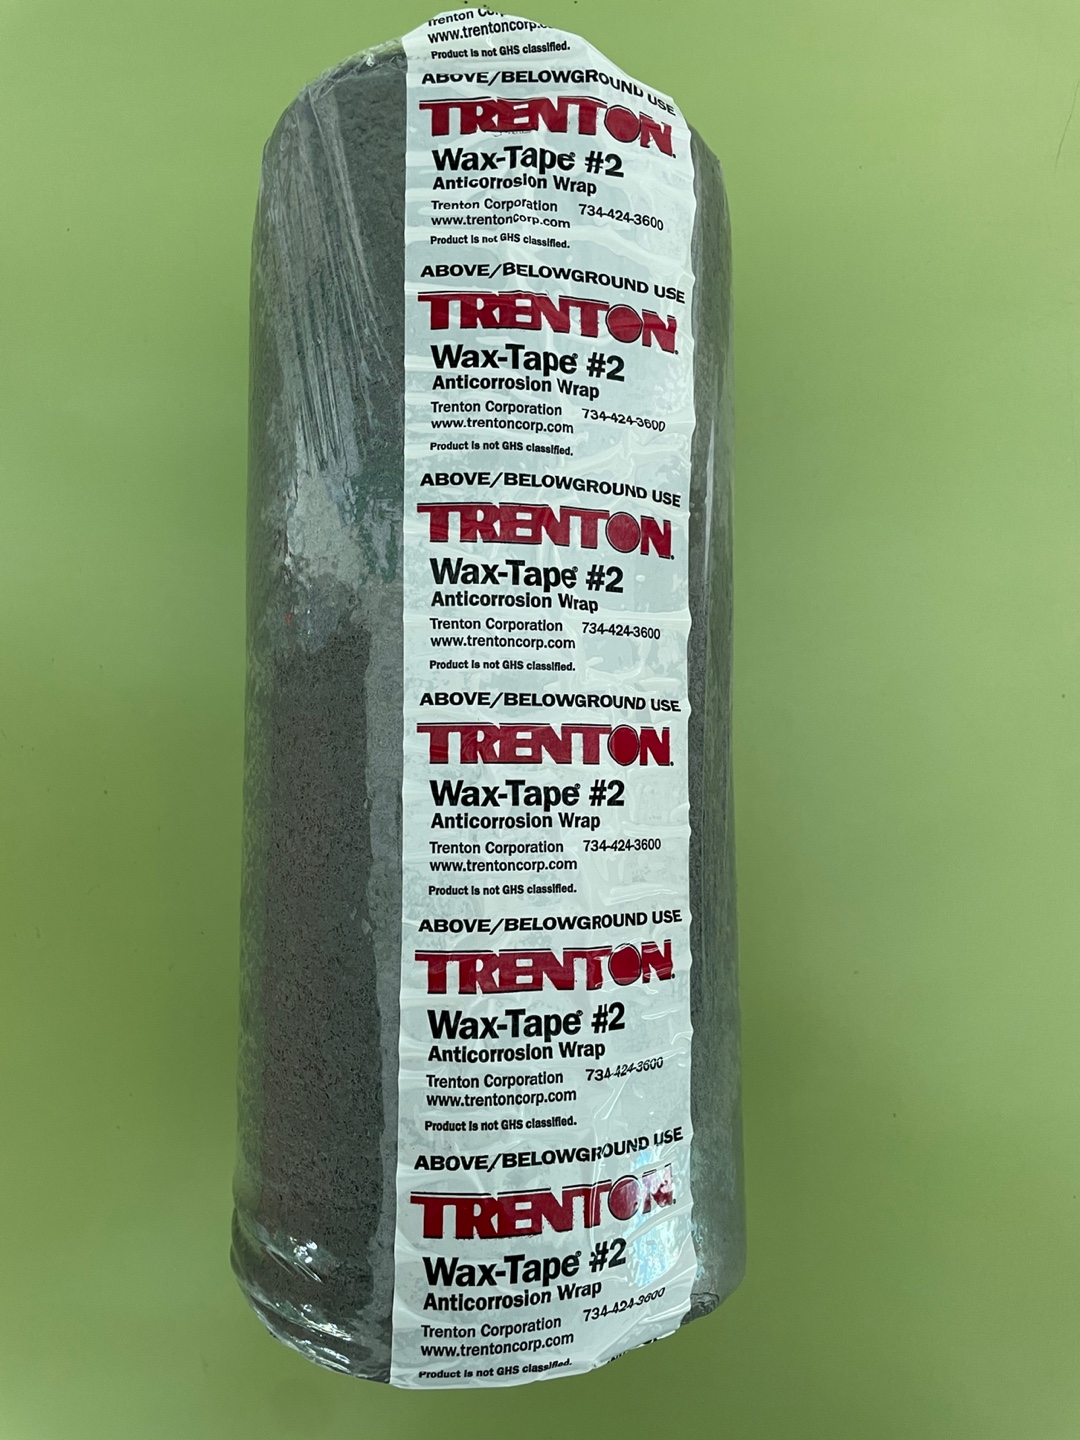 Trenton
www.trentoncorp.
Product is not GHS classified.
ABOVE/BELOWGROUND USE
TRENTON®
Wax-Tape® #2
Anticorrosion Wrap
Trenton Corporation 734-424-3600
www.trentoncorp.com
Product is not GHS classified.
ABOVE/BELOWGROUND USE
TRENTON®
Wax-Tape® #2
Anticorrosion Wrap
Trenton Corporation 734-424-3600
www.trentoncorp.com
Product is not GHS classified.
ABOVE/BELOWGROUND USE
TRENTON®
Wax-Tape® #2
Anticorrosion Wrap
Trenton Corporation 734-424-3600
www.trentoncorp.com
Product is not GHS classified.
ABOVE/BELOWGROUND USE
TRENTON®
Wax-Tape® #2
Anticorrosion Wrap
Trenton Corporation 734-424-3600
www.trentoncorp.com
Product is not GHS classified.
ABOVE/BELOWGROUND USE
TRENTON®
Wax-Tape® #2
Anticorrosion Wrap
Trenton Corporation 734-424-3600
www.trentoncorp.com
Product is not GHS classified.
ABOVE/BELOWGROUND USE
TRENTON®
Wax-Tape® #2
Anticorrosion Wrap
Trenton Corporation 734-424-3600
www.trentoncorp.com
Product is not GHS classified.